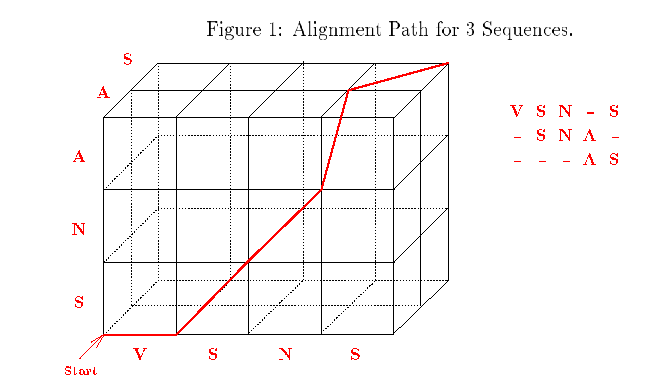 Figure 1: Alignment Path for 3 Sequences.
S
A
A
N
S
V S N S
Start
V S N – S
– S N A –
– – – A S